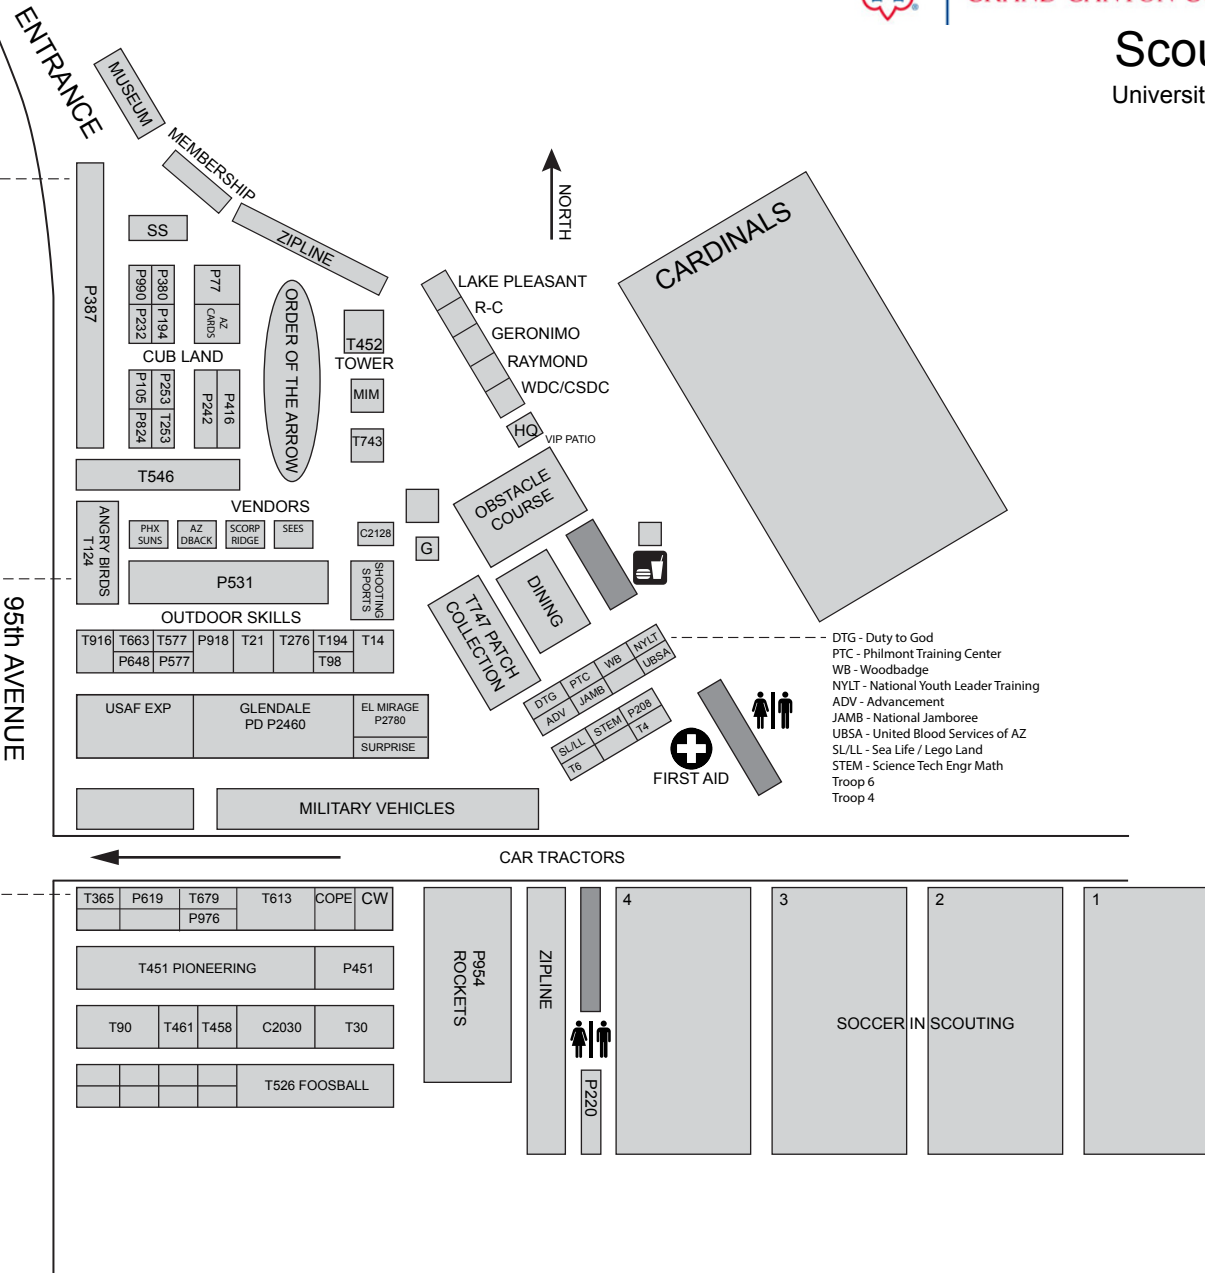 GRAND CANYON
Scou
Universit
ENTRANCE
MUSEUM
MEMBERSHIP
ZIPLINE
NORTH
CARDINALS
SS
P387
P990
P380
P77
P232
P194
AZ
CARDS
CUB LAND
P105
P253
P242
P416
P824
T253
ORDER OF THE ARROW
T452
TOWER
MIM
T743
LAKE PLEASANT
R-C
GERONIMO
RAYMOND
WDC/CSDC
HQ
VIP PATIO
T546
VENDORS
ANGRY BIRDS
T124
PHX
SUNS
AZ
DBACK
SCORP
RIDGE
SEES
C2128
G
OBSTACLE
COURSE
P531
SHOOTING
SPORTS
DINING
T747 PATCH
COLLECTION
OUTDOOR SKILLS
T916
T663
T577
P918
T21
T276
T194
T14
P648
P577
T98
95th AVENUE
USAF EXP
GLENDALE
PD P2460
EL MIRAGE
P2780
SURPRISE
DTG
PTC
WB
NYLT
ADV
JAMB
UBSA
SL/LL
STEM
P208
T6
T4
FIRST AID
DTG - Duty to God
PTC - Philmont Training Center
WB - Woodbadge
NYLT - National Youth Leader Training
ADV - Advancement
JAMB - National Jamboree
UBSA - United Blood Services of AZ
SL/LL - Sea Life / Lego Land
STEM - Science Tech Engr Math
Troop 6
Troop 4
MILITARY VEHICLES
CAR TRACTORS
T365
P619
T679
T613
COPE
CW
P976
T451 PIONEERING
P451
T90
T461
T458
C2030
T30
T526 FOOSBALL
P954
ROCKETS
ZIPLINE
P220
4
3
2
1
SOCCER IN SCOUTING